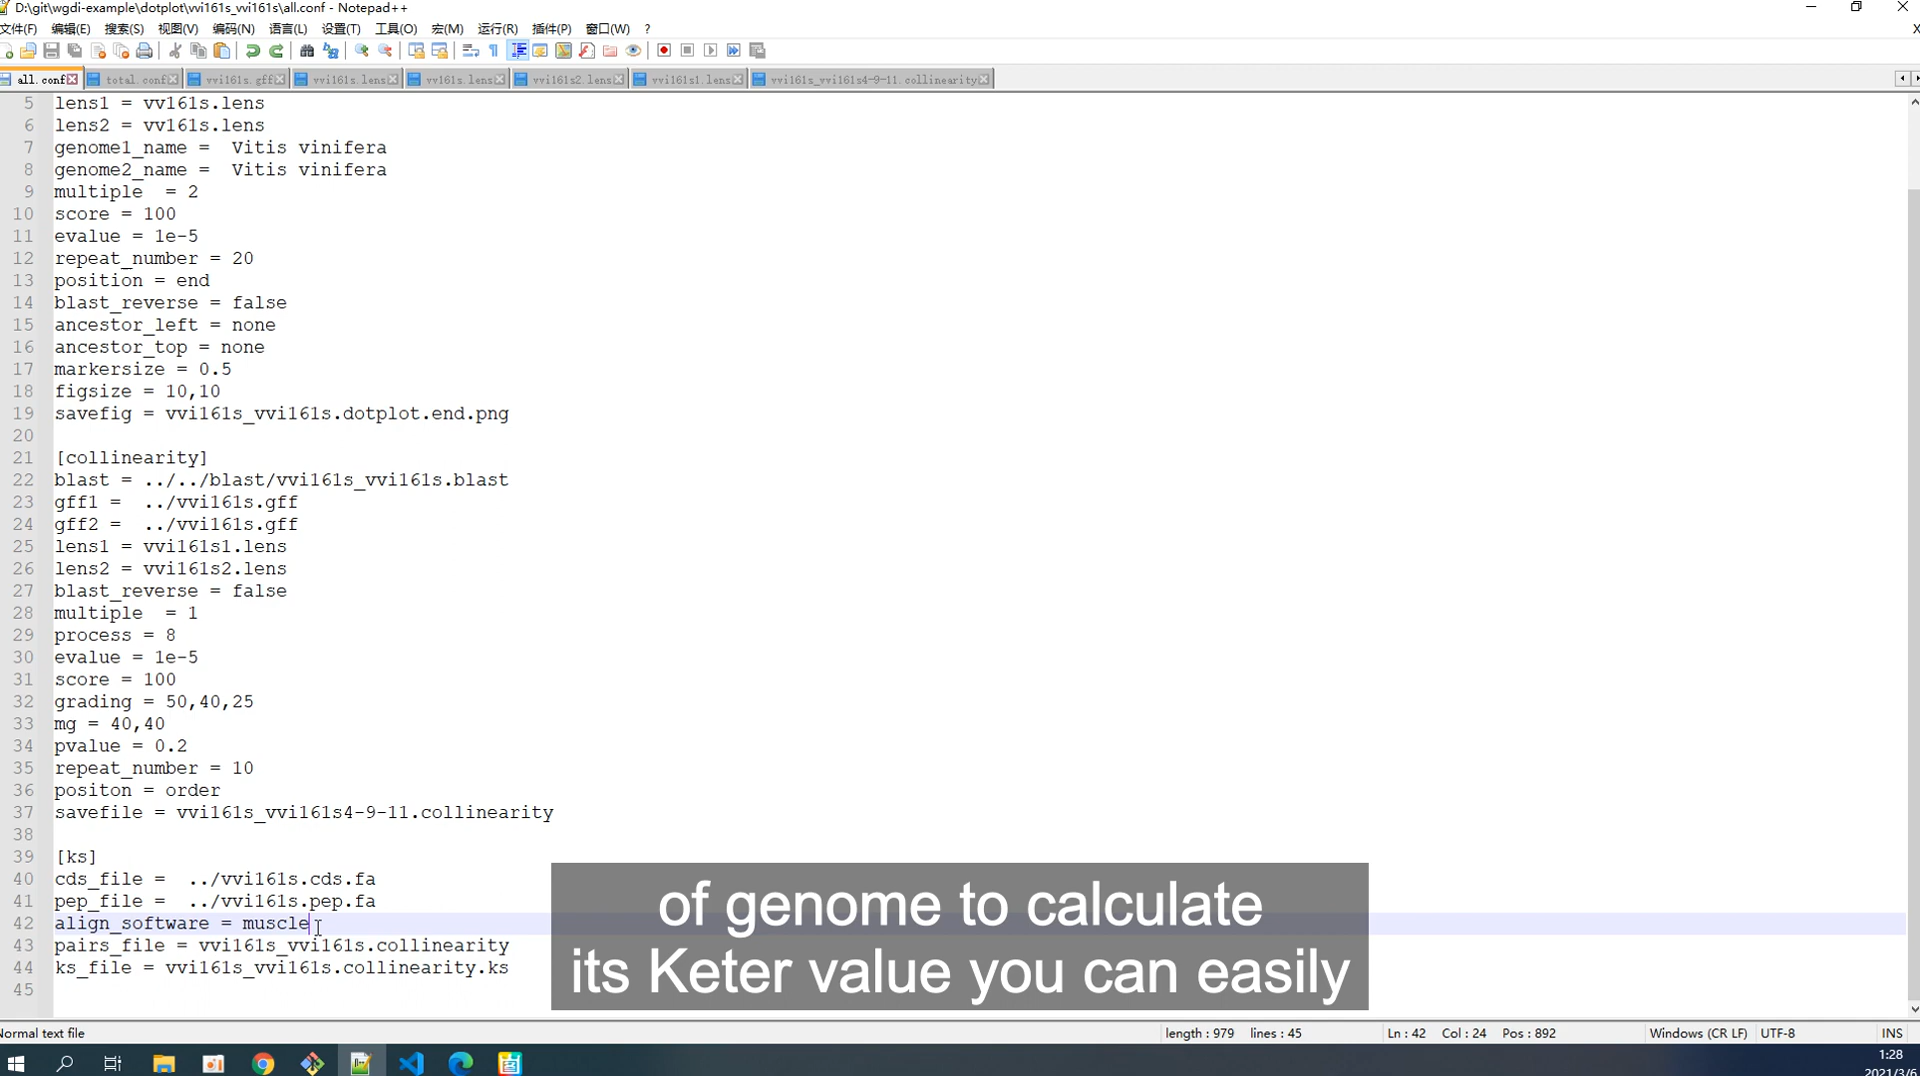 D:\git\wgdi-example\dotplot\vvi161s_vvi161s\all.conf - Notepad++
文件(F) 编辑(E) 搜索(S) 视图(V) 编码(N) 语言(L) 设置(T) 工具(O) 宏(M) 运行(R) 插件(P) 窗口(W) ? X
all.conf total.conf vvi161s.gff vvi161s.lens vv161s.lens vvi161s2.lens vvi161s1.lens vvi161s_vvi161s4-9-11.collinearity
5 lens1 = vv161s.lens
6 lens2 = vv161s.lens
7 genome1_name =  Vitis vinifera
8 genome2_name =  Vitis vinifera
9 multiple  = 2
10 score = 100
11 evalue = 1e-5
12 repeat_number = 20
13 position = end
14 blast_reverse = false
15 ancestor_left = none
16 ancestor_top = none
17 markersize = 0.5
18 figsize = 10,10
19 savefig = vvi161s_vvi161s.dotplot.end.png
20
21 [collinearity]
22 blast = ../../blast/vvi161s_vvi161s.blast
23 gff1 =  ../vvi161s.gff
24 gff2 =  ../vvi161s.gff
25 lens1 = vvi161s1.lens
26 lens2 = vvi161s2.lens
27 blast_reverse = false
28 multiple  = 1
29 process = 8
30 evalue = 1e-5
31 score = 100
32 grading = 50,40,25
33 mg = 40,40
34 pvalue = 0.2
35 repeat_number = 10
36 positon = order
37 savefile = vvi161s_vvi161s4-9-11.collinearity
38
39 [ks]
40 cds_file =  ../vvi161s.cds.fa
41 pep_file =  ../vvi161s.pep.fa
42 align_software = muscle
43 pairs_file = vvi161s_vvi161s.collinearity
44 ks_file = vvi161s_vvi161s.collinearity.ks
45
of genome to calculate
its Keter value you can easily
Normal text file length : 979 lines : 45 Ln : 42 Col : 24 Pos : 892 Windows (CR LF) UTF-8 INS
1:28
2021/3/6